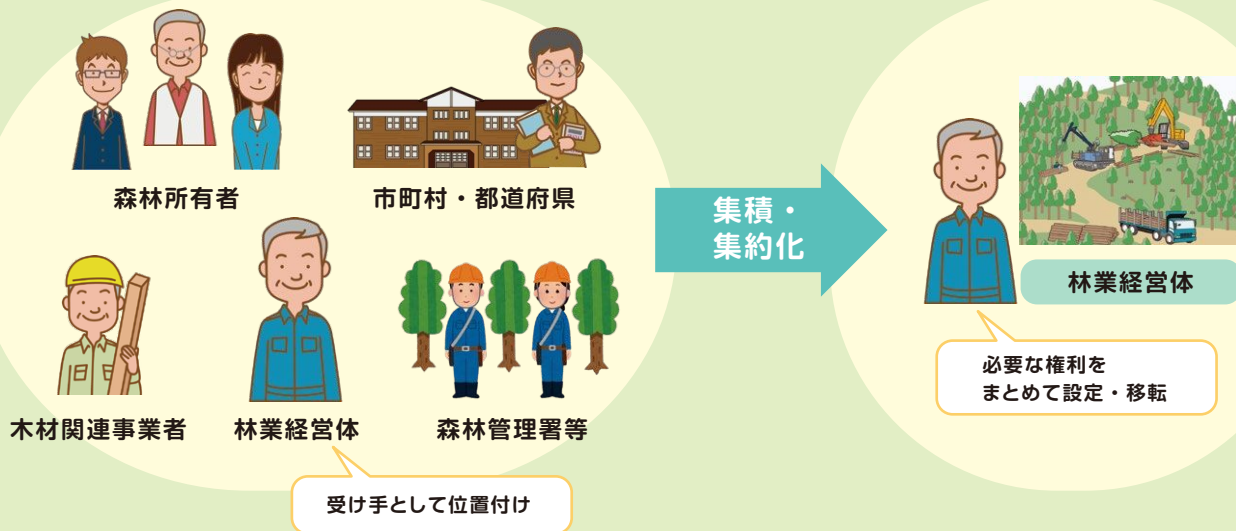 森林所有者
市町村・都道府県
木材関連事業者
林業経営体
森林管理署等
受け手として位置付け
集積・
集約化
林業経営体
必要な権利を
まとめて設定・移転